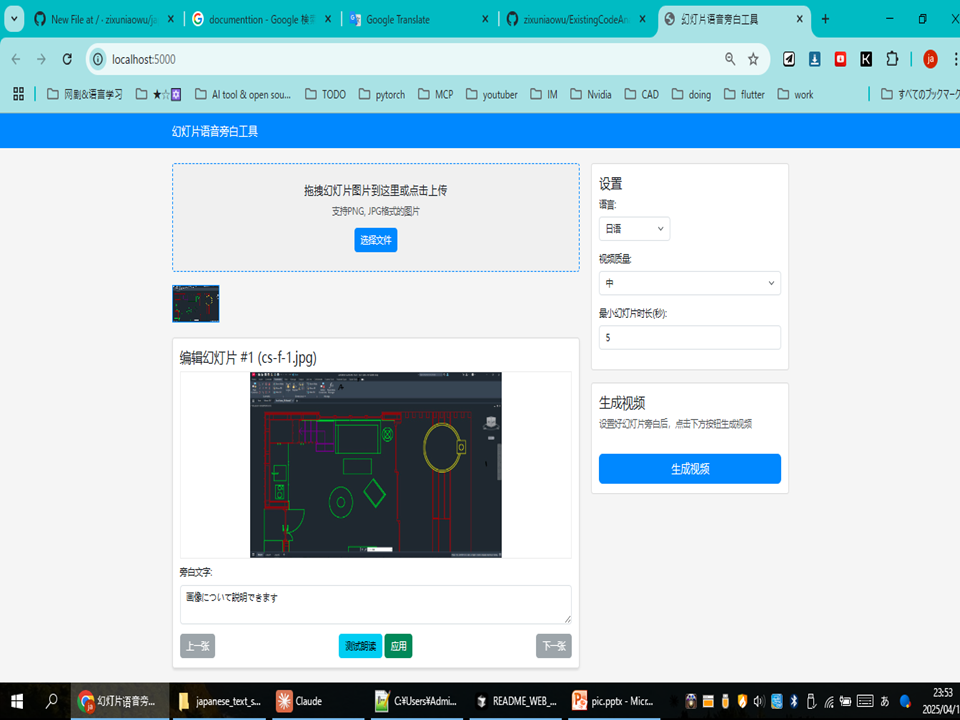 New File at / - zixuniaowu/ja
documenttion - Google 検索
Google Translate
zixuniaowu/ExistingCodeAn
幻灯片语音旁白工具
localhost:5000
网剧&语言学习
★☆
AI tool & open sou...
TODO
pytorch
MCP
youtuber
IM
Nvidia
CAD
doing
flutter
work
すべてのブックマーク
幻灯片语音旁白工具
拖拽幻灯片图片到这里或点击上传
支持PNG, JPG格式的图片
选择文件
设置
语言:
日语
视频质量:
中
最小幻灯片时长(秒):
5
编辑幻灯片 #1 (cs-f-1.jpg)
生成视频
设置好幻灯片旁白后，点击下方按钮生成视频
生成视频
旁白文字:
画像について説明できます
上一张
测试朗读
应用
下一张
幻灯片语音旁...
japanese_text_s...
Claude
C:¥Users¥Admi...
README_WEB_...
pic.pptx - Micr...
あ
23:53
2025/04/1